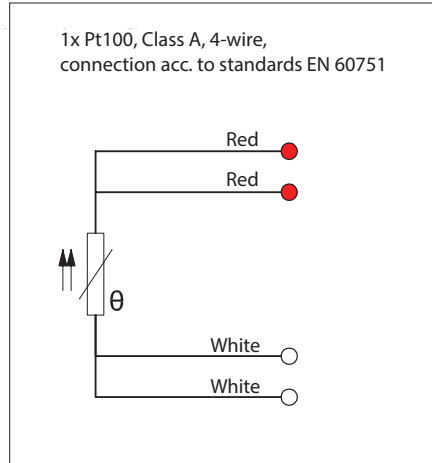 1x Pt100, Class A, 4-wire,
connection acc. to standards EN 60751
Red
Red
θ
White
White